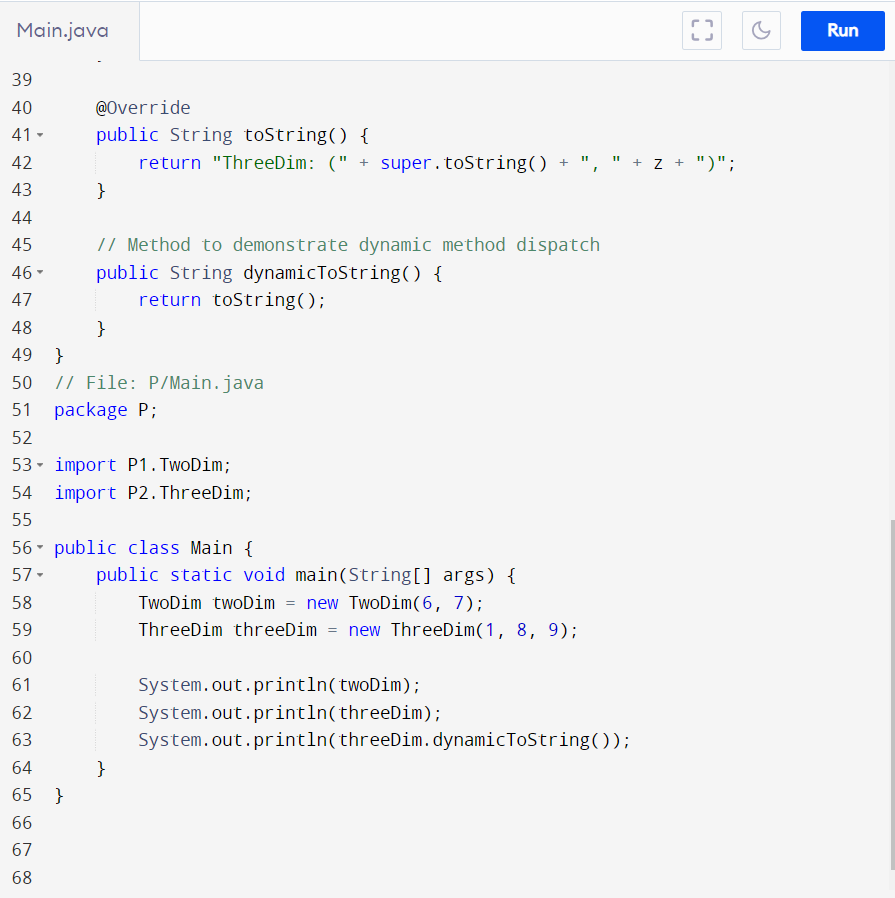 Main.java
Run
39
40 @Override
41 public String toString() {
42 return "ThreeDim: (" + super.toString() + ", " + z + ")";
43 }
44
45 // Method to demonstrate dynamic method dispatch
46 public String dynamicToString() {
47 return toString();
48 }
49 }
50 // File: P/Main.java
51 package P;
52
53 import P1.TwoDim;
54 import P2.ThreeDim;
55
56 public class Main {
57 public static void main(String[] args) {
58 TwoDim twoDim = new TwoDim(6, 7);
59 ThreeDim threeDim = new ThreeDim(1, 8, 9);
60
61 System.out.println(twoDim);
62 System.out.println(threeDim);
63 System.out.println(threeDim.dynamicToString());
64 }
65 }
66
67
68